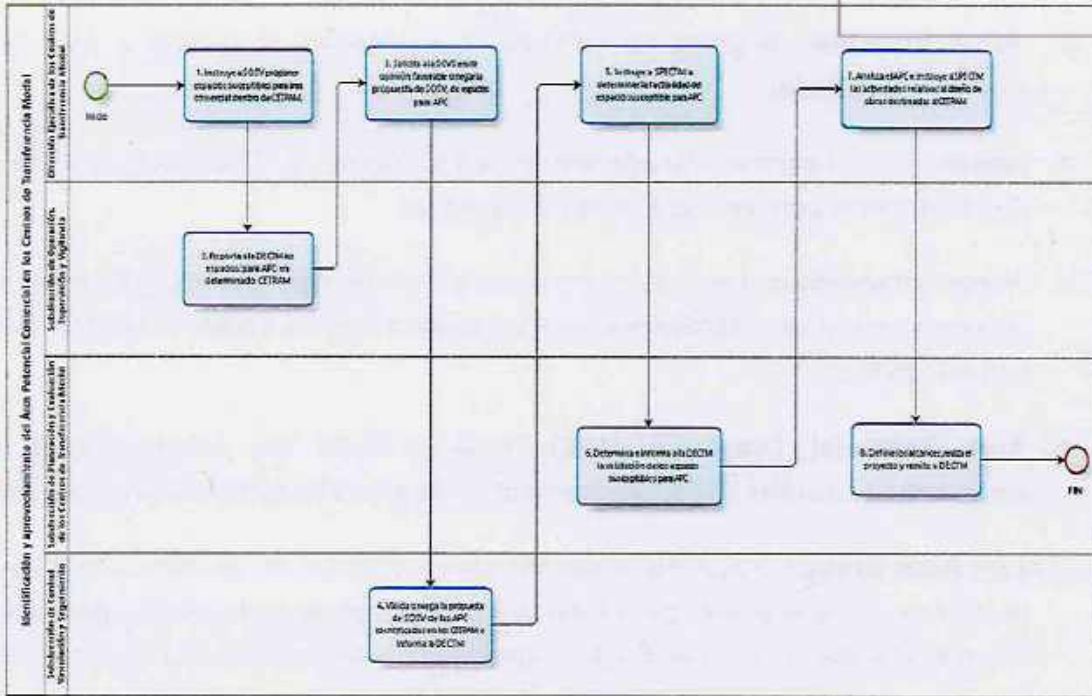 Identificación y aprovechamiento del Área Potencial Comercial en los Centros de Transferencia Modal
Dirección Ejecutiva de los Centros de
Transferencia Modal
Inicio
1. Instruye a SOSV proponer
espacios susceptibles para área
comercial dentro de CETRAM.
3. Solicita a la SCVS emita
opinión favorable o negativa
propuesta de SOSV, de espacios
para APC
5. Instruye a SPECTM a
determinar la factibilidad del
espacio susceptible para APC
7. Analiza el APC e instruye a SPECTM
las actividades relativas al diseño de
obras destinadas al CETRAM
Subdirección de Operación,
Supervisión y Vigilancia
2. Reporta a la DECTM los
espacios para APC en
determinado CETRAM
Subdirección de Planeación y Evaluación
de los Centros de Transferencia Modal
6. Determina e informa a la DECTM
la validación de los espacios
susceptibles para APC
8. Define los alcances, realiza el
proyecto y remite a DECTM
FIN
Subdirección de Control,
Vinculación y Seguimiento
4. Valida o niega la propuesta
de SOSV de las APC
identificadas en los CETRAM e
informa a DECTM